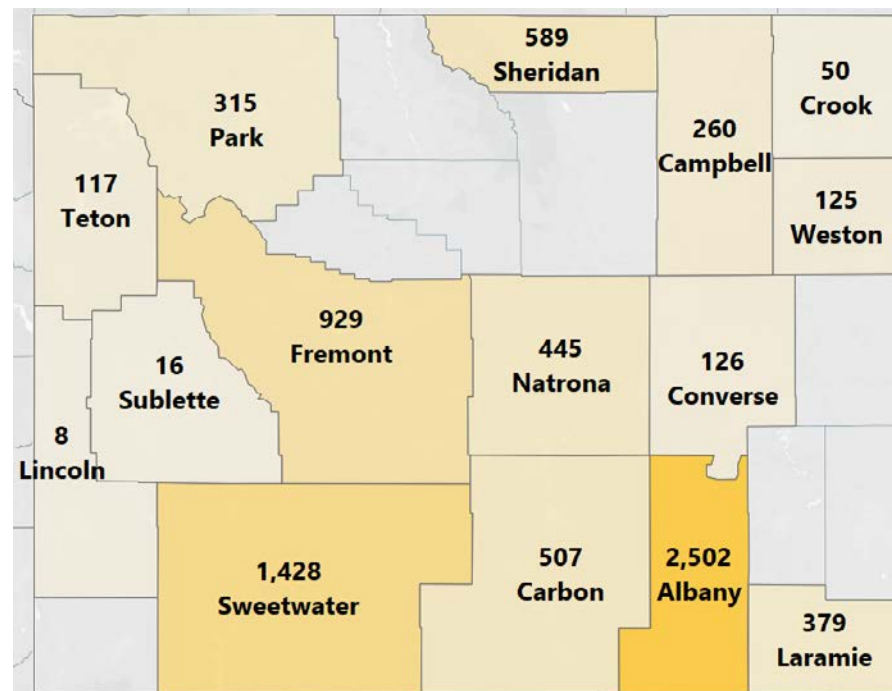 589
Sheridan
50
Crook
315
Park
260
Campbell
117
Teton
125
Weston
929
Fremont
445
Natrona
126
Converse
16
Sublette
8
Lincoln
1,428
Sweetwater
507
Carbon
2,502
Albany
379
Laramie